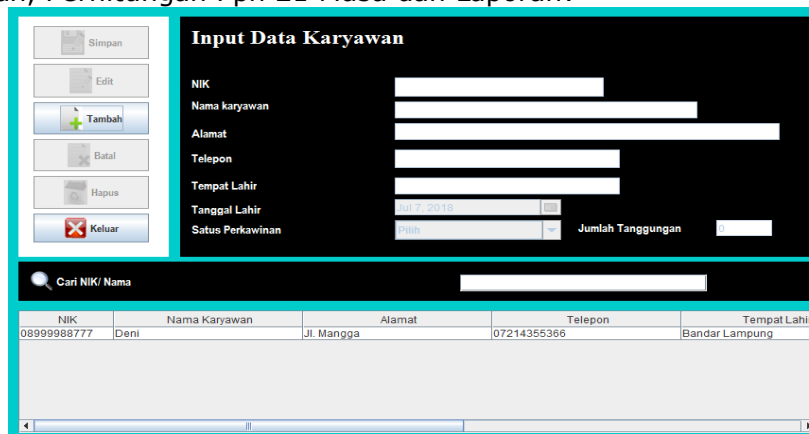 Simpan
Edit
Tambah
Batal
Hapus
Keluar
Input Data Karyawan
NIK
Nama karyawan
Alamat
Telepon
Tempat Lahir
Tanggal Lahir Jul 7, 2018
Satus Perkawinan Pilih Jumlah Tanggungan 0
Cari NIK/ Nama
NIK Nama Karyawan Alamat Telepon Tempat Lahi
08999988777 Deni Jl. Mangga 07214355366 Bandar Lampung